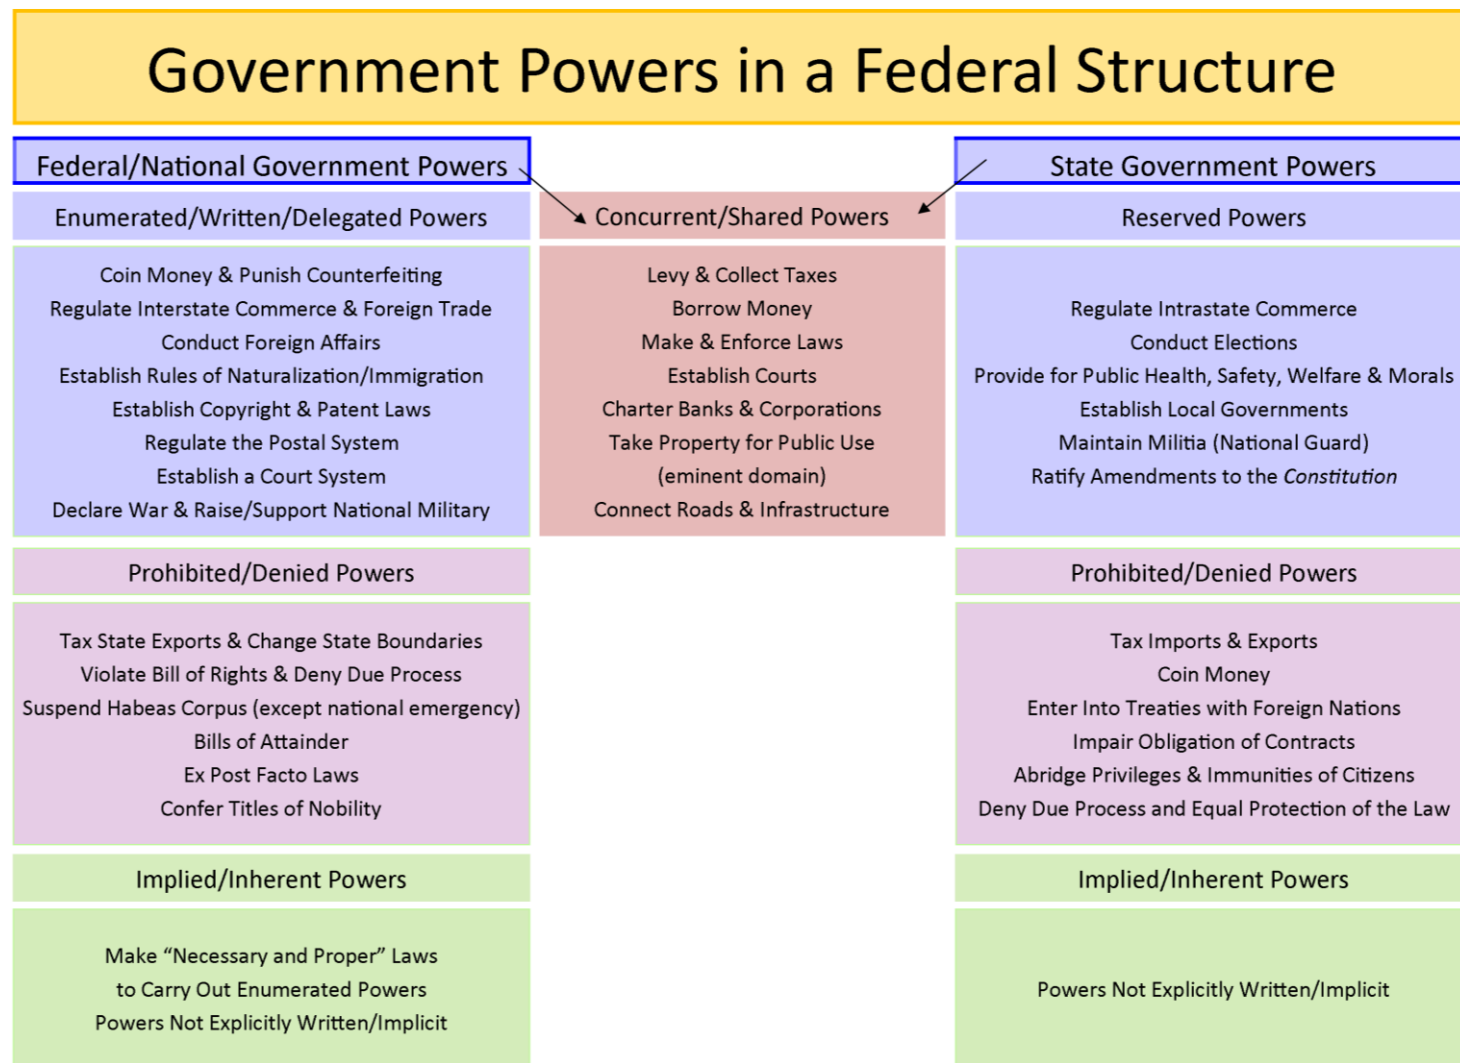 Government Powers in a Federal Structure
Federal/National Government Powers
Enumerated/Written/Delegated Powers
Coin Money & Punish Counterfeiting
Regulate Interstate Commerce & Foreign Trade
Conduct Foreign Affairs
Establish Rules of Naturalization/Immigration
Establish Copyright & Patent Laws
Regulate the Postal System
Establish a Court System
Declare War & Raise/Support National Military
Prohibited/Denied Powers
Tax State Exports & Change State Boundaries
Violate Bill of Rights & Deny Due Process
Suspend Habeas Corpus (except national emergency)
Bills of Attainder
Ex Post Facto Laws
Confer Titles of Nobility
Implied/Inherent Powers
Make “Necessary and Proper” Laws
to Carry Out Enumerated Powers
Powers Not Explicitly Written/Implicit
Concurrent/Shared Powers
Levy & Collect Taxes
Borrow Money
Make & Enforce Laws
Establish Courts
Charter Banks & Corporations
Take Property for Public Use
(eminent domain)
Connect Roads & Infrastructure
State Government Powers
Reserved Powers
Regulate Intrastate Commerce
Conduct Elections
Provide for Public Health, Safety, Welfare & Morals
Establish Local Governments
Maintain Militia (National Guard)
Ratify Amendments to the Constitution
Prohibited/Denied Powers
Tax Imports & Exports
Coin Money
Enter Into Treaties with Foreign Nations
Impair Obligation of Contracts
Abridge Privileges & Immunities of Citizens
Deny Due Process and Equal Protection of the Law
Implied/Inherent Powers
Powers Not Explicitly Written/Implicit